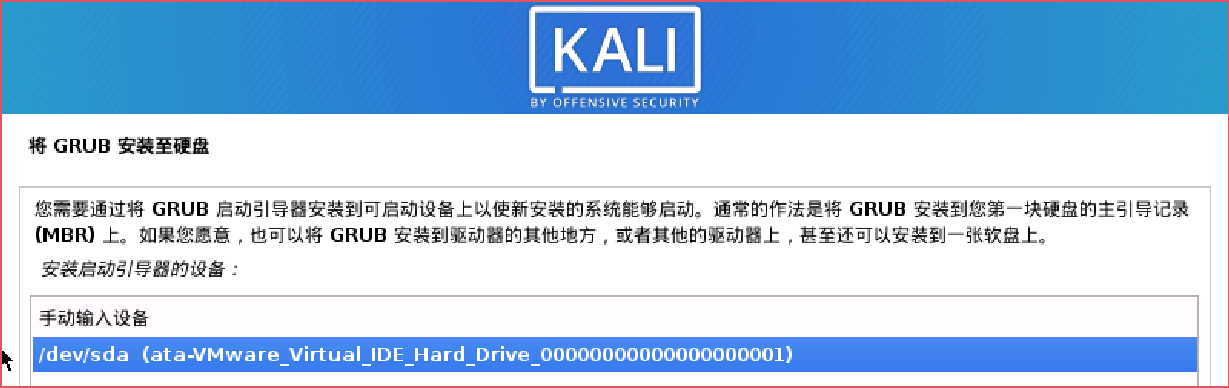 KALI
BY OFFENSIVE SECURITY
将 GRUB 安装至硬盘
您需要通过将 GRUB 启动引导器安装到可启动设备上以使新安装的系统能够启动。通常的作法是将 GRUB 安装到您第一块硬盘的主引导记录
(MBR) 上。如果您愿意，也可以将 GRUB 安装到驱动器的其他地方，或者其他的驱动器上，甚至还可以安装到一张软盘上。
安装启动引导器的设备：
手动输入设备
/dev/sda  (ata-VMware_Virtual_IDE_Hard_Drive_00000000000000000001)